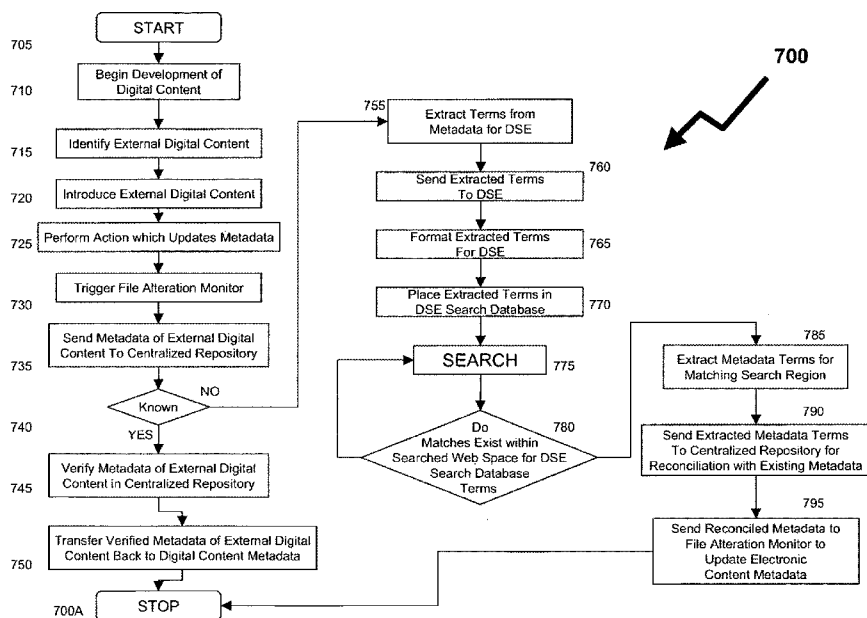 START
705
Begin Development of
Digital Content
710
Identify External Digital Content
715
Introduce External Digital Content
720
Perform Action which Updates Metadata
725
Trigger File Alteration Monitor
730
Send Metadata of External Digital
Content To Centralized Repository
735
Known
NO
740
YES
Verify Metadata of External Digital
Content in Centralized Repository
745
Transfer Verified Metadata of External Digital
Content Back to Digital Content Metadata
750
700A
STOP
755
Extract Terms from
Metadata for DSE
760
Send Extracted Terms
To DSE
Format Extracted Terms
For DSE
765
Place Extracted Terms in
DSE Search Database
770
SEARCH
775
Do
Matches Exist within
Searched Web Space for DSE
Search Database
Terms
780
700
785
Extract Metadata Terms for
Matching Search Region
790
Send Extracted Metadata Terms
To Centralized Repository for
Reconciliation with Existing Metadata
795
Send Reconciled Metadata to
File Alteration Monitor to
Update Electronic
Content Metadata